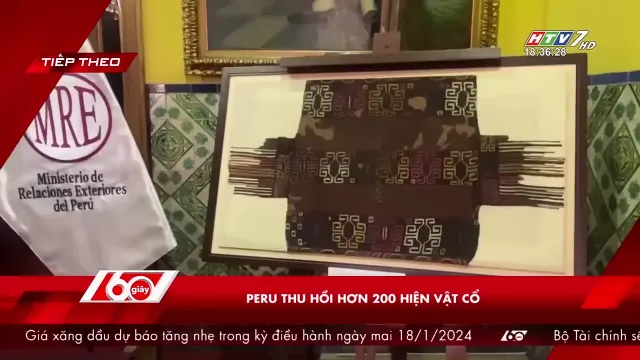 TIẾP THEO
HTV7 HD
18:36:28
MRE
Ministerio de
Relaciones Exteriores
del Perú
60 giây
PERU THU HỒI HƠN 200 HIỆN VẬT CỔ
Giá xăng dầu dự báo tăng nhẹ trong kỳ điều hành ngày mai 18/1/2024
60
Bộ Tài chính sẽ